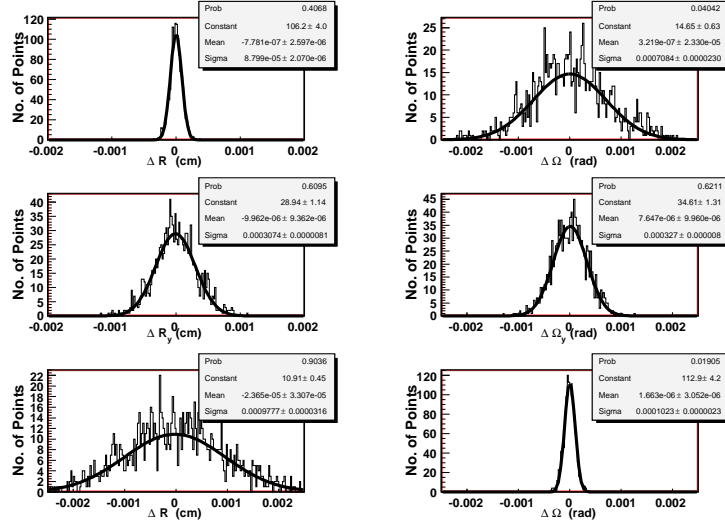 Prob 0.4068
Constant 106.2 ± 4.0
Mean -7.781e-07 ± 2.597e-06
Sigma 8.799e-05 ± 2.070e-06
No. of Points
120
100
80
60
40
20
0
-0.002 -0.001 0 0.001 0.002
Δ R (cm)
Prob 0.04042
Constant 14.65 ± 0.63
Mean 3.219e-07 ± 2.330e-05
Sigma 0.0007084 ± 0.0000230
No. of Points
25
20
15
10
5
0
-0.002 -0.001 0 0.001 0.002
Δ Ω (rad)
Prob 0.6095
Constant 28.94 ± 1.14
Mean -9.962e-06 ± 9.362e-06
Sigma 0.0003074 ± 0.0000081
No. of Points
40
35
30
25
20
15
10
5
0
-0.002 -0.001 0 0.001 0.002
Δ Ry (cm)
Prob 0.6211
Constant 34.61 ± 1.31
Mean 7.647e-06 ± 9.960e-06
Sigma 0.000327 ± 0.000008
No. of Points
45
40
35
30
25
20
15
10
5
0
-0.002 -0.001 0 0.001 0.002
Δ Ωy (rad)
Prob 0.9036
Constant 10.91 ± 0.45
Mean -2.365e-05 ± 3.307e-05
Sigma 0.0009777 ± 0.0000316
No. of Points
22
20
18
16
14
12
10
8
6
4
2
0
-0.002 -0.001 0 0.001 0.002
Δ R (cm)
Prob 0.01905
Constant 112.9 ± 4.2
Mean 1.663e-06 ± 3.052e-06
Sigma 0.0001023 ± 0.0000023
No. of Points
120
100
80
60
40
20
0
-0.002 -0.001 0 0.001 0.002
Δ Ω (rad)